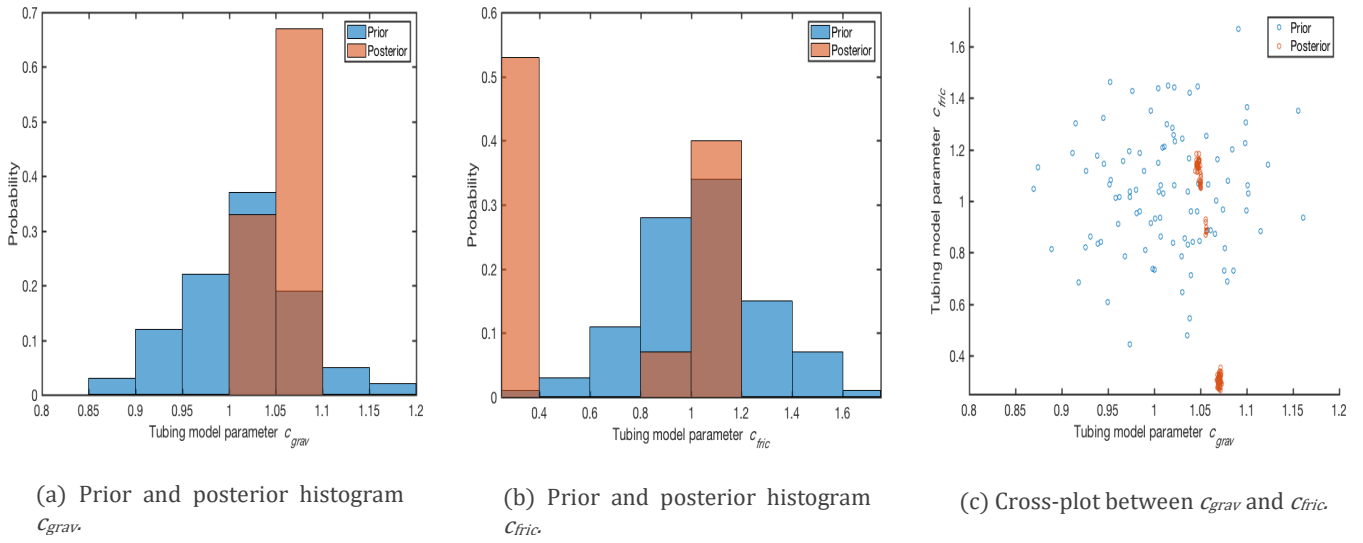 0.7
0.6
0.5
0.4
0.3
0.2
0.1
0
Probability
0.8 0.85 0.9 0.95 1 1.05 1.1 1.15 1.2
Tubing model parameter c_grav
Prior
Posterior
0.6
0.5
0.4
0.3
0.2
0.1
0
Probability
0.4 0.6 0.8 1 1.2 1.4 1.6
Tubing model parameter c_fric
Prior
Posterior
1.6
1.4
1.2
1
0.8
0.6
0.4
Tubing model parameter c_fric
0.8 0.85 0.9 0.95 1 1.05 1.1 1.15 1.2
Tubing model parameter c_grav
Prior
Posterior
(a) Prior and posterior histogram
c_grav.
(b) Prior and posterior histogram
c_fric.
(c) Cross-plot between c_grav and c_fric.